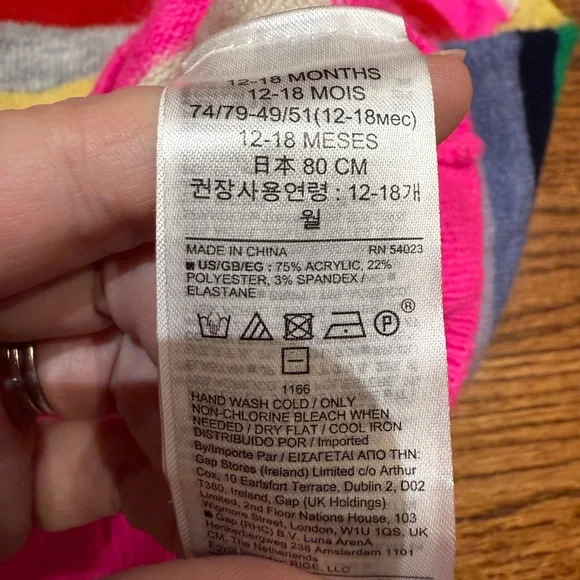 12-18 MONTHS
12-18 MOIS
74/79-49/51(12-18мес)
12-18 MESES
日本 80 CM
권장사용연령 : 12-18개
월
MADE IN CHINA RN 54023
■ US/GB/EG : 75% ACRYLIC, 22%
POLYESTER, 3% SPANDEX /
ELASTANE
P ®
1166
HAND WASH COLD / ONLY
NON-CHLORINE BLEACH WHEN
NEEDED / DRY FLAT / COOL IRON
DISTRIBUIDO POR / Imported
By/Importe Par / ΕΙΣΑΓΕΤΑΙ ΑΠΟ ΤΗΝ:
Gap Stores (Ireland) Limited c/o Arthur
Cox, 10 Earlsfort Terrace, Dublin 2, D02
T380, Ireland, Gap (UK Holdings)
Limited, 2nd Floor Nations House, 103
Wigmore Street, London, W1U 1QS, UK
■ Gap (RHC) B.V. Luna ArenA
Herikerbergweg 238 Amsterdam 1101
CM, The Netherlands
Egypt Importer RIGE, LLC